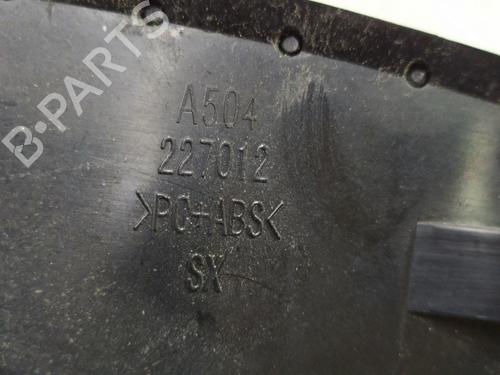 B-PARTS
A504
227012
>PC+ABS<
SX